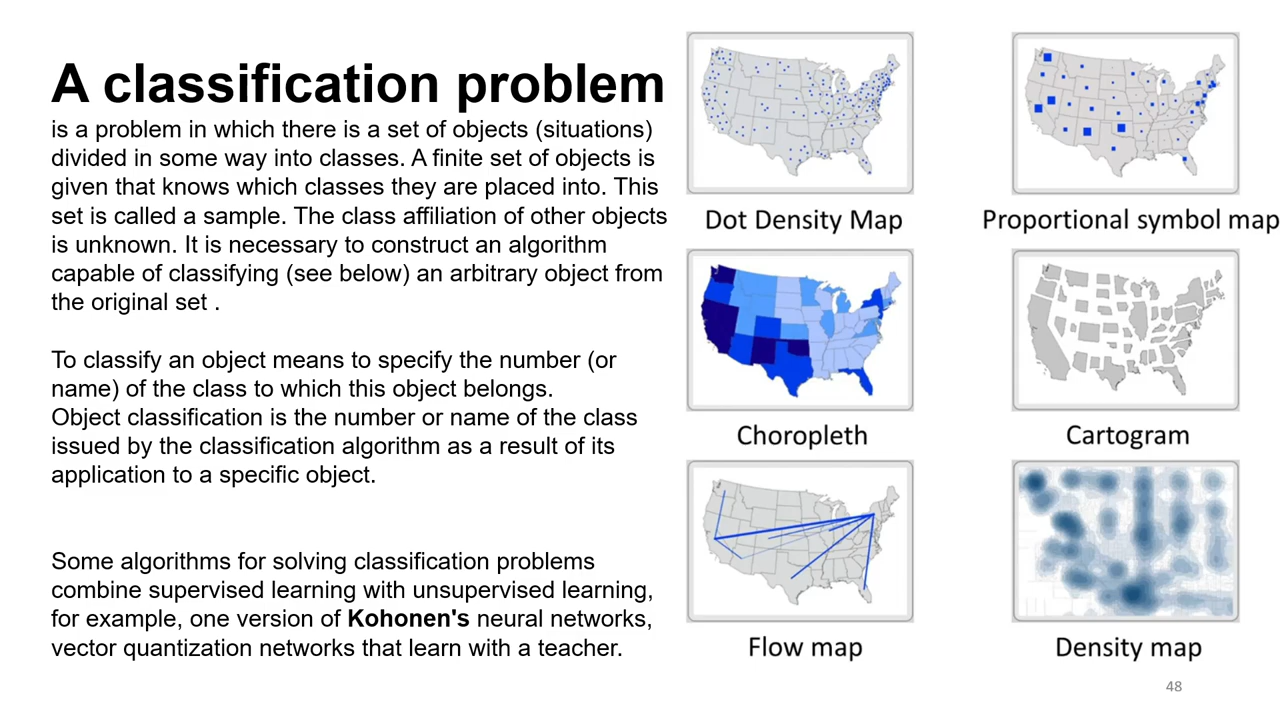 A classification problem
is a problem in which there is a set of objects (situations)
divided in some way into classes. A finite set of objects is
given that knows which classes they are placed into. This
set is called a sample. The class affiliation of other objects
is unknown. It is necessary to construct an algorithm
capable of classifying (see below) an arbitrary object from
the original set .
To classify an object means to specify the number (or
name) of the class to which this object belongs.
Object classification is the number or name of the class
issued by the classification algorithm as a result of its
application to a specific object.
Some algorithms for solving classification problems
combine supervised learning with unsupervised learning,
for example, one version of Kohonen's neural networks,
vector quantization networks that learn with a teacher.
Dot Density Map
Proportional symbol map
Choropleth
Cartogram
Flow map
Density map
48